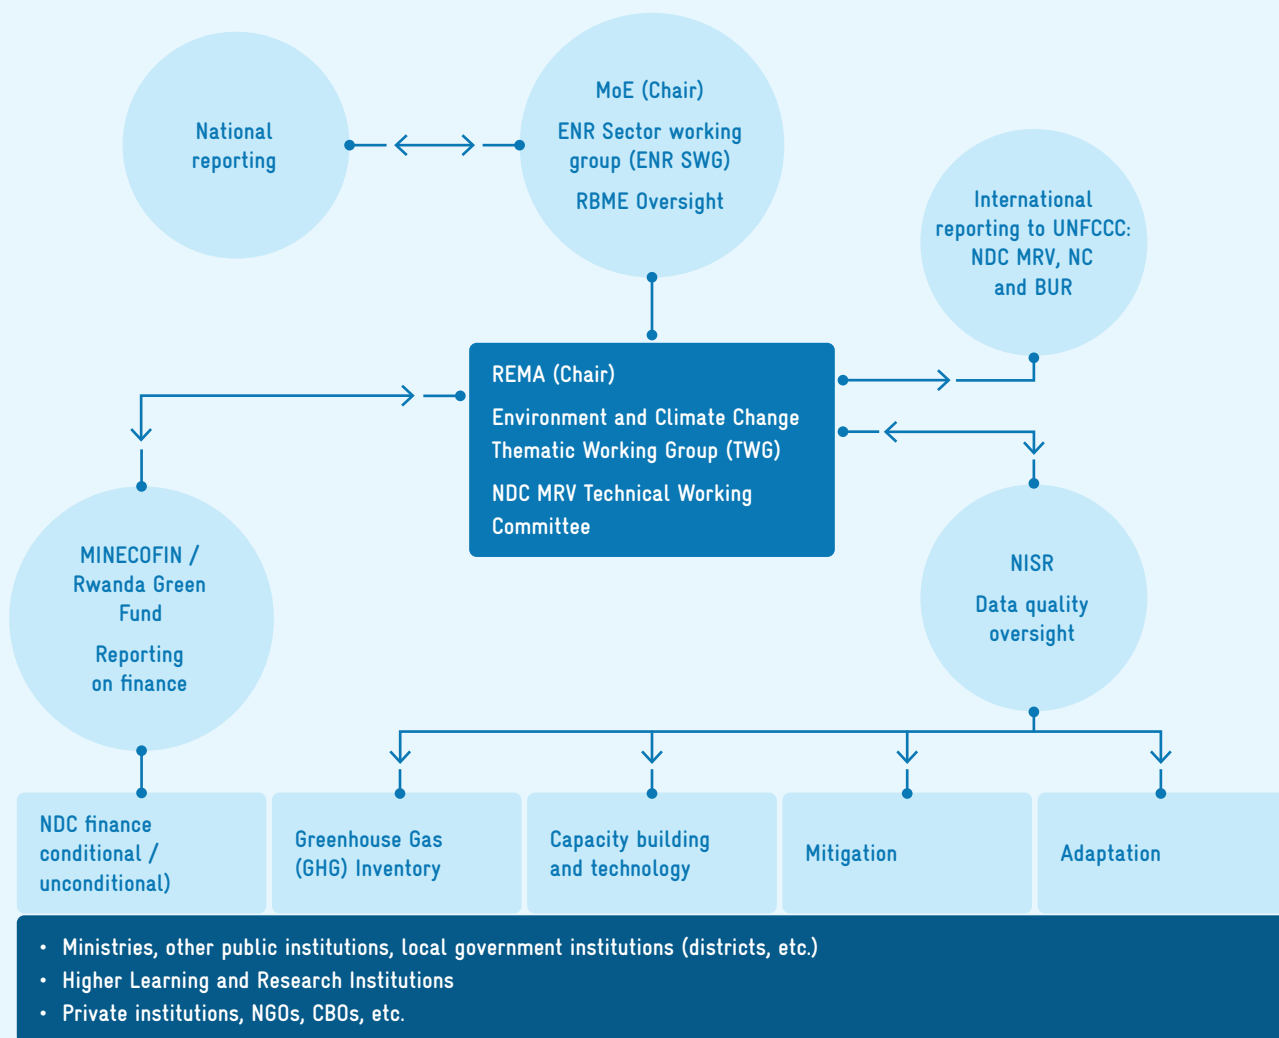 National
reporting
MoE (Chair)
ENR Sector working
group (ENR SWG)
RBME Oversight
International
reporting to UNFCCC:
NDC MRV, NC
and BUR
REMA (Chair)
Environment and Climate Change
Thematic Working Group (TWG)
NDC MRV Technical Working
Committee
MINECOFIN /
Rwanda Green
Fund
Reporting
on finance
NISR
Data quality
oversight
NDC finance
conditional /
unconditional)
Greenhouse Gas
(GHG) Inventory
Capacity building
and technology
Mitigation
Adaptation
• Ministries, other public institutions, local government institutions (districts, etc.)
• Higher Learning and Research Institutions
• Private institutions, NGOs, CBOs, etc.